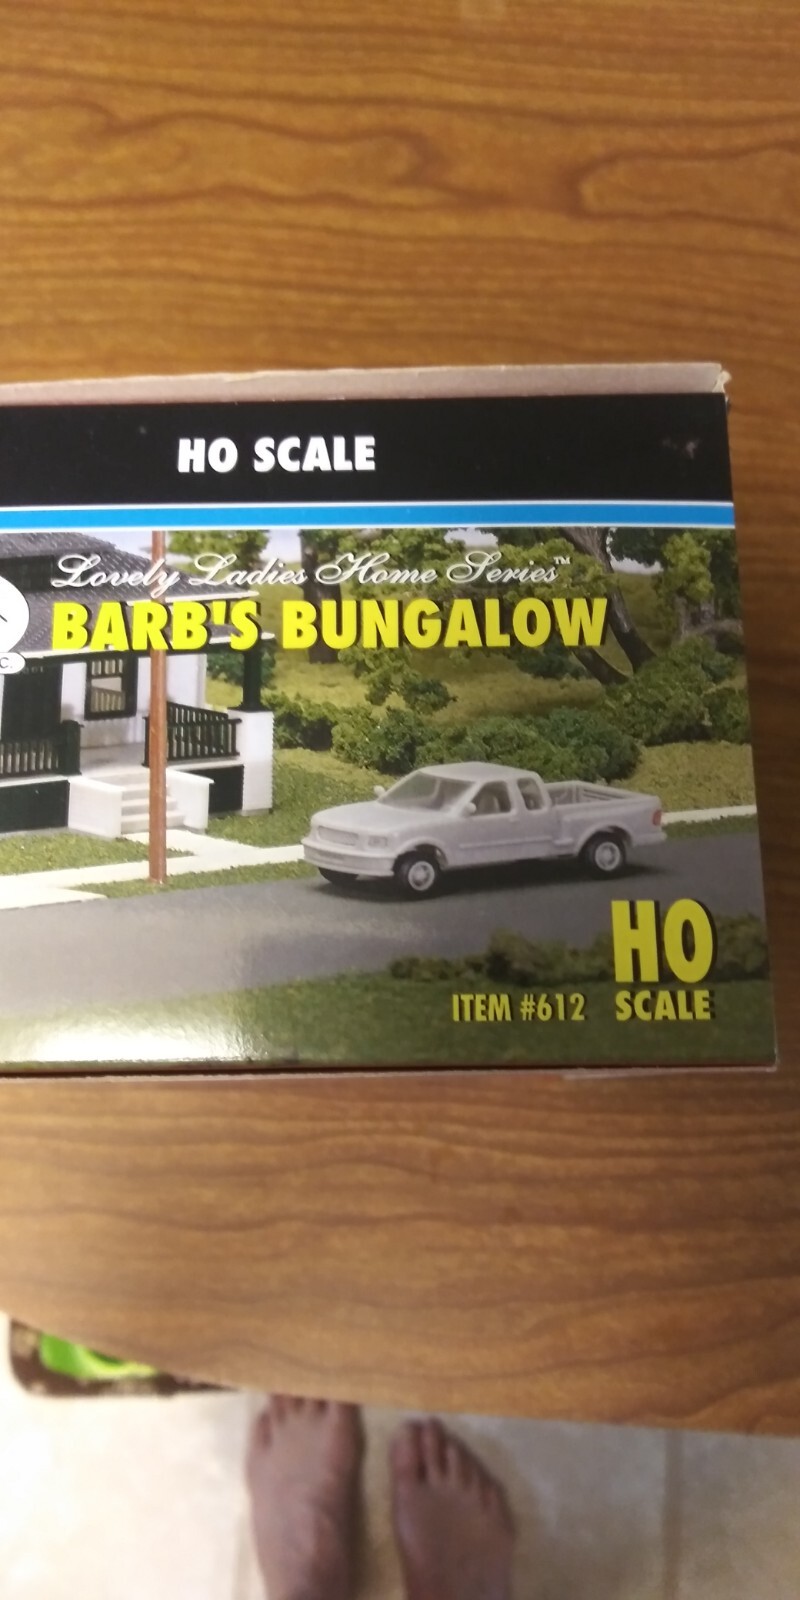 HO SCALE
Lovely Ladies Home Series™
BARB'S BUNGALOW
C.
HO
ITEM #612 SCALE